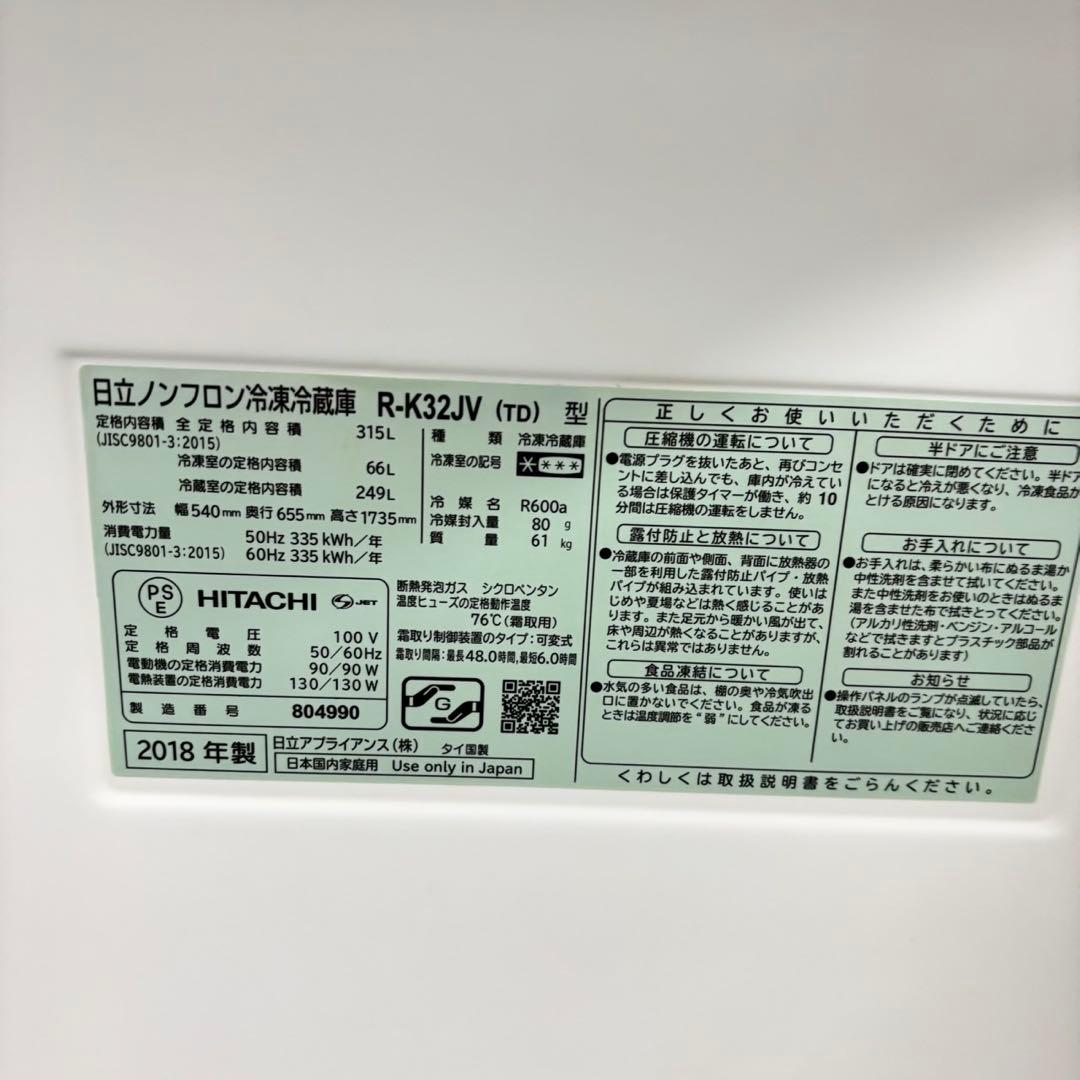 日立ノンフロン冷凍冷蔵庫 R-K32JV (TD) 型
定格内容積 全定格内容積 315L
(JISC9801-3:2015)
冷凍室の定格内容積 66L
冷蔵室の定格内容積 249L
外形寸法 幅540mm 奥行655mm 高さ1735mm
消費電力量 50Hz 335kWh/年
(JISC9801-3:2015) 60Hz 335kWh/年
種類 冷凍冷蔵庫
冷凍室の記号 ****
冷媒名 R600a
冷媒封入量 80g
質量 61kg
PSE HITACHI JET
定格電圧 100V
定格周波数 50/60Hz
電動機の定格消費電力 90/90W
電熱装置の定格消費電力 130/130W
製造番号 804990
断熱発泡ガス シクロペンタン
温度ヒューズの定格動作温度
76℃(霜取用)
霜取り制御装置のタイプ:可変式
霜取り間隔:最長48.0時間,最短6.0時間
G
2018年製
日立アプライアンス(株) タイ国製
日本国内家庭用 Use only in Japan
正しくお使いいただくために
圧縮機の運転について
●電源プラグを抜いたあと、再びコンセ
ントに差し込んでも、庫内が冷えてい
る場合は保護タイマーが働き、約10
分間は圧縮機の運転をしません。
露付防止と放熱について
●冷蔵庫の前面や側面、背面に放熱器の
一部を利用した露付防止パイプ・放熱
パイプが組み込まれています。使いは
じめや夏場などは熱く感じることがあ
ります。また足元から暖かい風が出て、
床や周辺が熱くなることがありますが、
これらは異常ではありません。
食品凍結について
●水気の多い食品は、棚の奥や冷気吹出
口に置かないでください。食品が凍る
ときは温度調節を"弱"にしてください。
半ドアにご注意
●ドアは確実に閉めてください。半ドア
になると冷えが悪くなり、冷凍食品が
とける原因になります。
お手入れについて
●お手入れは、柔らかい布にぬるま湯か
中性洗剤を含ませて拭いてください。
また中性洗剤をお使いのときはぬるま
湯を含ませた布で拭きとってください。
(アルカリ性洗剤・ベンジン・アルコール
などで拭きますとプラスチック部品が
割れることがあります)
お知らせ
●操作パネルのランプが点滅していたら、
取扱説明書をご覧になり、状況に応じ
てお買い上げの販売店へご連絡くださ
い。
くわしくは取扱説明書をごらんください。